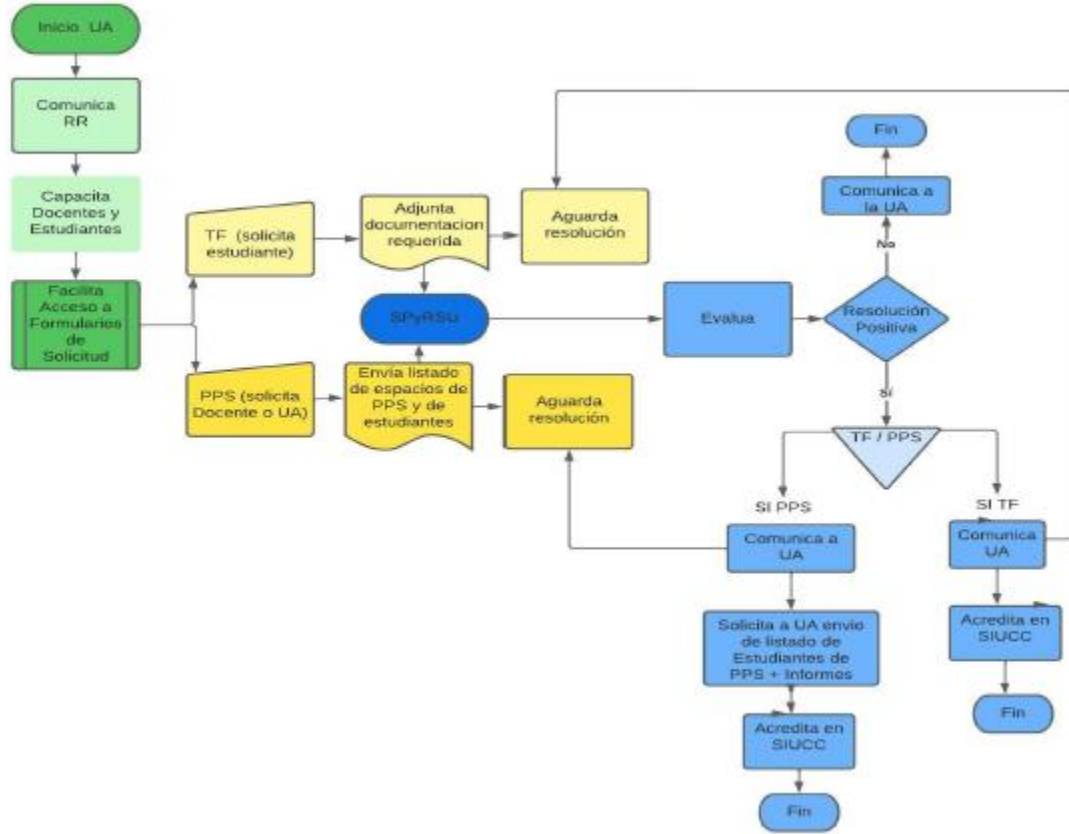 Inicio UA
Comunica
RR
Capacita
Docentes y
Estudiantes
Facilita
Acceso a
Formularios
de
Solicitud
TF (solicita
estudiante)
Adjunta
documentacion
requerida
Aguarda
resolución
SPyRSU
PPS (solicita
Docente o UA)
Envía listado
de espacios de
PPS y de
estudiantes
Aguarda
resolución
Evalua
Resolución
Positiva
No
Comunica a
la UA
Fin
Sí
TF / PPS
SI PPS
Comunica a
UA
Solicita a UA envio
de listado de
Estudiantes de
PPS + Informes
Acredita en
SIUCC
Fin
SI TF
Comunica
UA
Acredita en
SIUCC
Fin